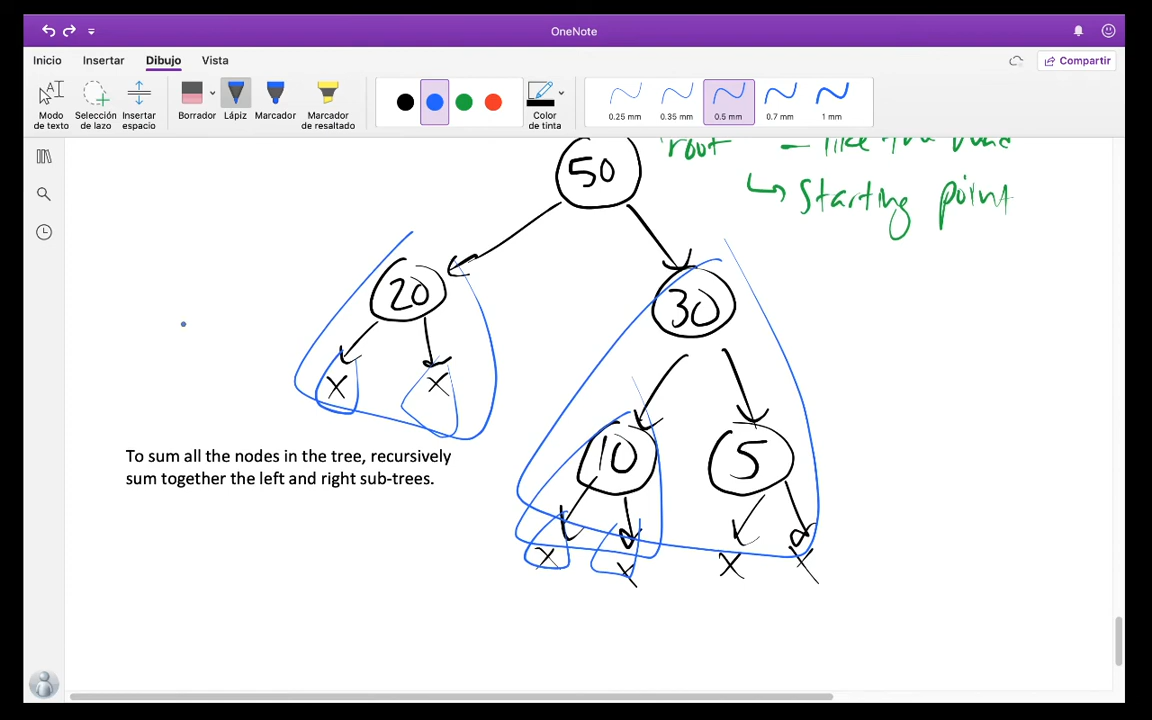 OneNote
Inicio Insertar Dibujo Vista
Compartir
Modo de texto
Selección de lazo
Insertar espacio
Borrador
Lápiz
Marcador
Marcador de resaltado
Color de tinta
0.25 mm
0.35 mm
0.5 mm
0.7 mm
1 mm
root – like the
↳ Starting point
50
20
30
X X
10
5
To sum all the nodes in the tree, recursively
sum together the left and right sub-trees.
X X X X